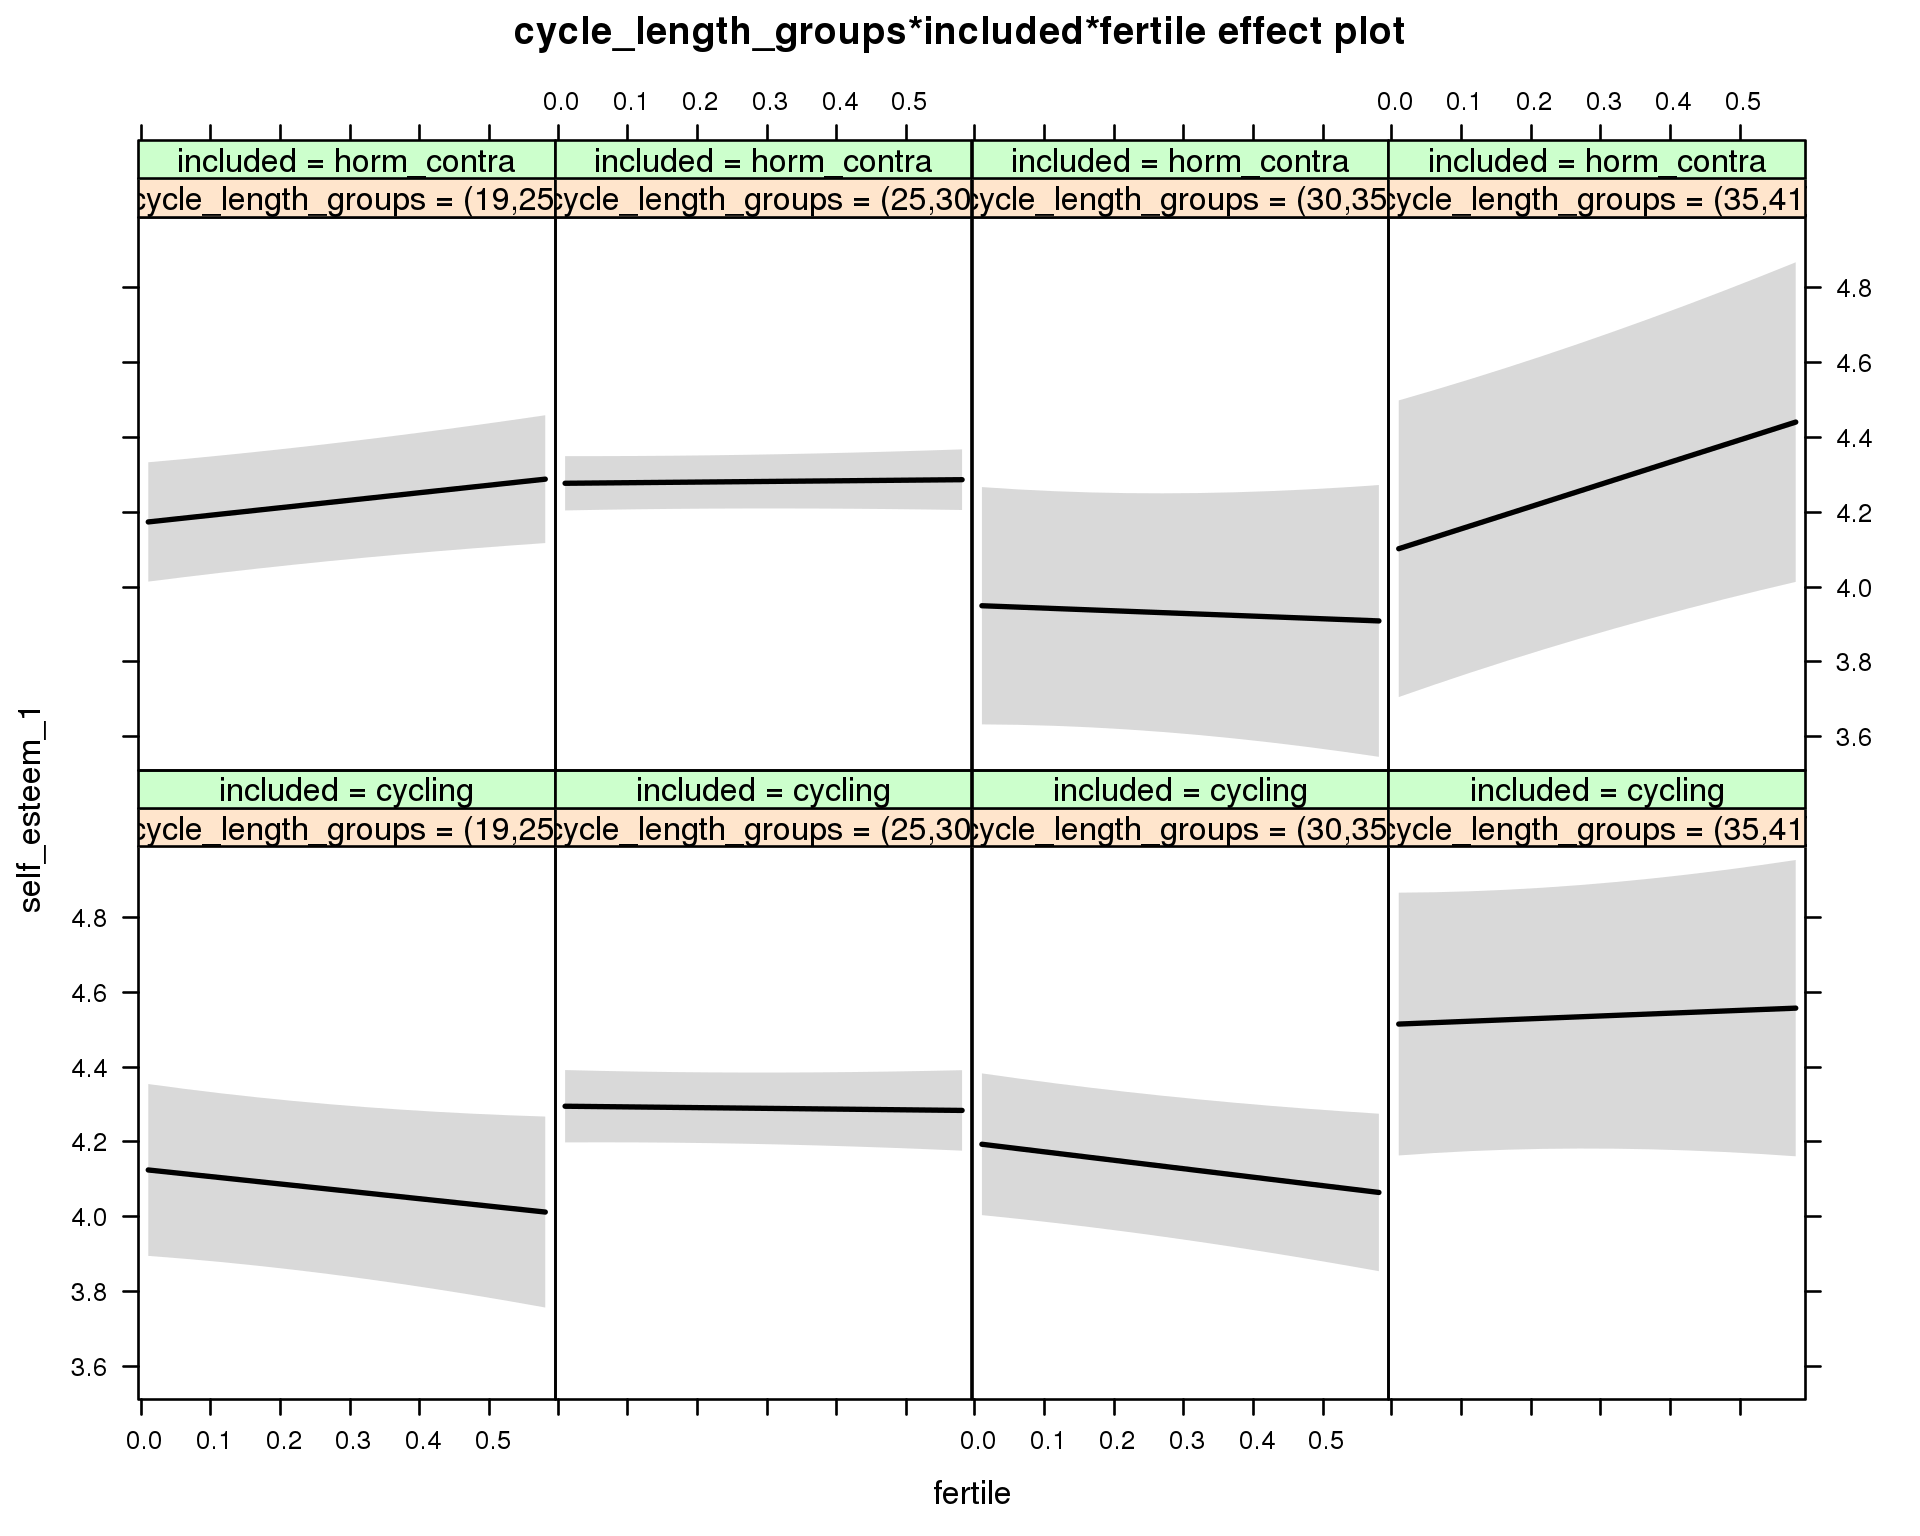 cycle_length_groups*included*fertile effect plot
0.0 0.1 0.2 0.3 0.4 0.5 0.0 0.1 0.2 0.3 0.4 0.5
included = horm_contra included = horm_contra included = horm_contra included = horm_contra
cycle_length_groups = (19,25 cycle_length_groups = (25,30 cycle_length_groups = (30,35 cycle_length_groups = (35,41
4.8
4.6
4.4
4.2
4.0
3.8
3.6
self_esteem_1
included = cycling included = cycling included = cycling included = cycling
cycle_length_groups = (19,25 cycle_length_groups = (25,30 cycle_length_groups = (30,35 cycle_length_groups = (35,41
4.8
4.6
4.4
4.2
4.0
3.8
3.6
0.0 0.1 0.2 0.3 0.4 0.5 0.0 0.1 0.2 0.3 0.4 0.5
fertile